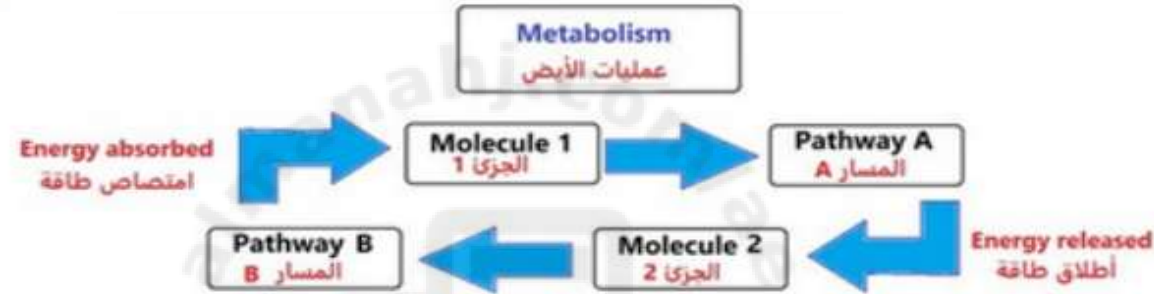 Metabolism
عمليات الأيض
Energy absorbed
امتصاص طاقة
Molecule 1
الجزئ 1
Pathway A
المسار A
Pathway B
المسار B
Molecule 2
الجزئ 2
Energy released
أطلاق طاقة